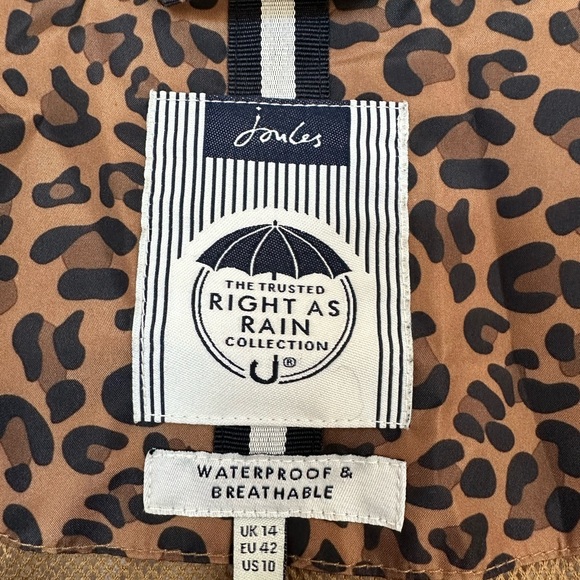 Joules
THE TRUSTED
RIGHT AS
RAIN
COLLECTION
®
WATERPROOF &
BREATHABLE
UK 14
EU 42
US 10